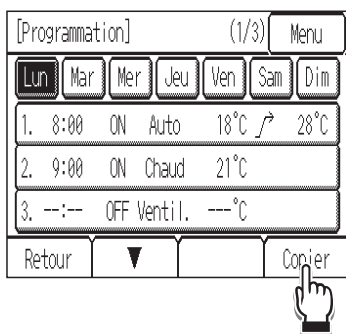 [Programmation] (1/3) Menu
Lun Mar Mer Jeu Ven Sam Dim
1. 8:00 ON Auto 18°C 28°C
2. 9:00 ON Chaud 21°C
3. --:-- OFF Ventil. ---°C
Retour ▼ Copier